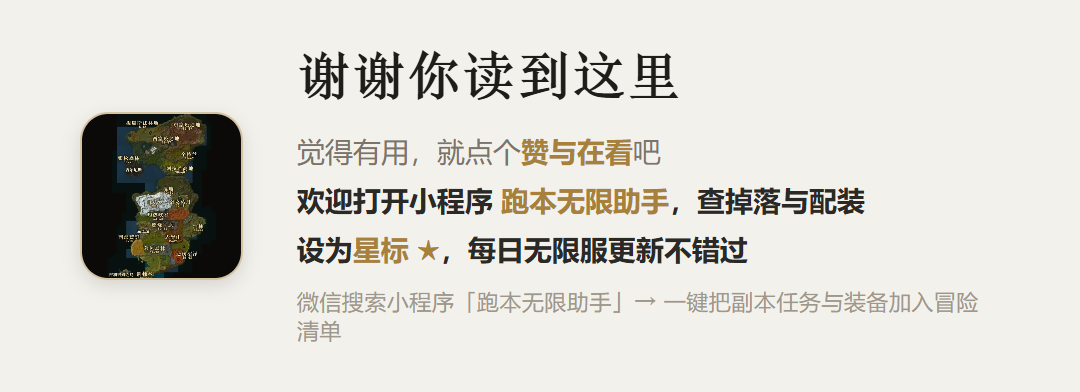 谢谢你读到这里
觉得有用，就点个赞与在看吧
欢迎打开小程序 跑本无限助手，查掉落与配装
设为星标 ★，每日无限服更新不错过
微信搜索小程序「跑本无限助手」→ 一键把副本任务与装备加入冒险
清单